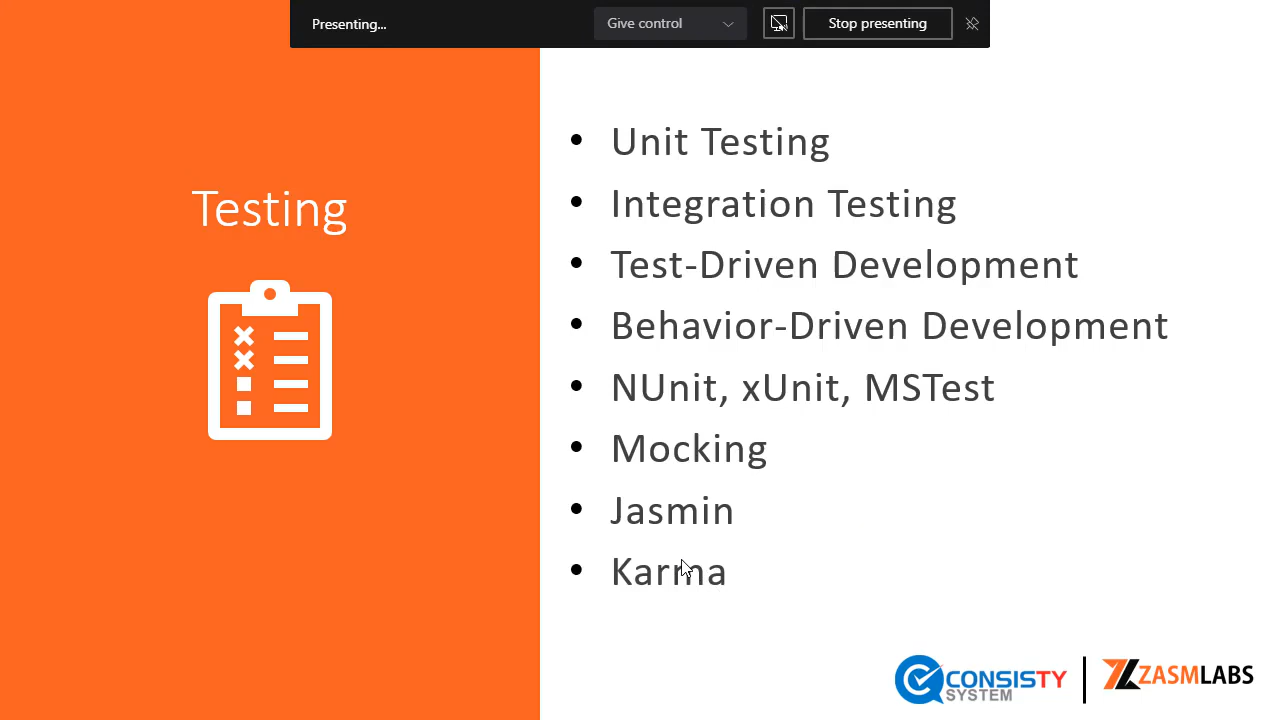 Presenting...
Give control
Stop presenting
Testing
• Unit Testing
• Integration Testing
• Test-Driven Development
• Behavior-Driven Development
• NUnit, xUnit, MSTest
• Mocking
• Jasmin
• Karma
CONSISTY
SYSTEM
ZASMLABS